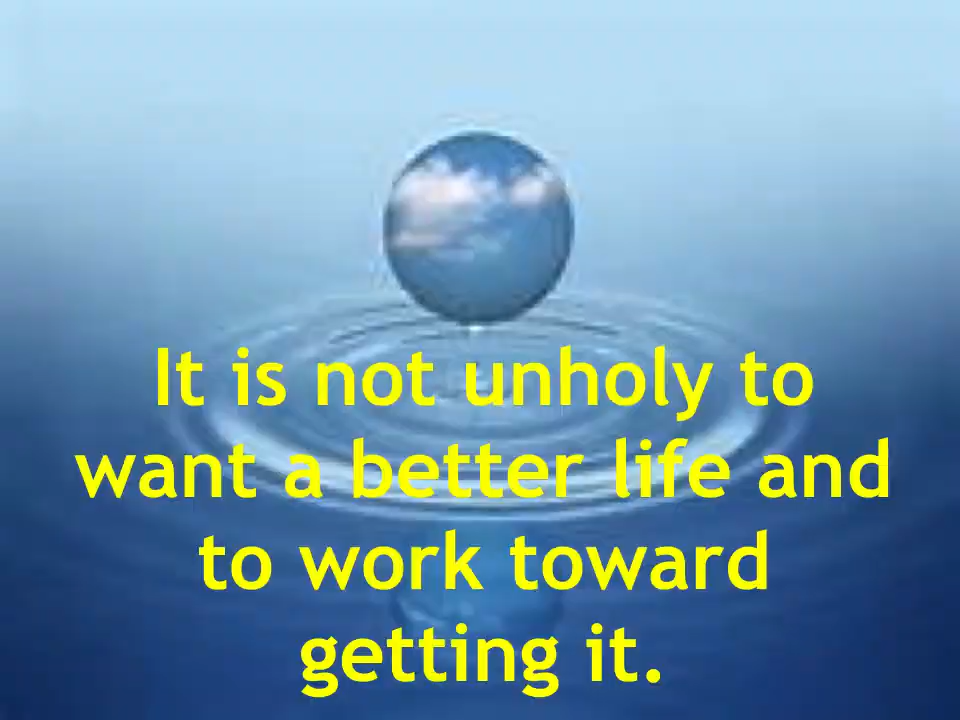 It is not unholy to
want a better life and
to work toward
getting it.